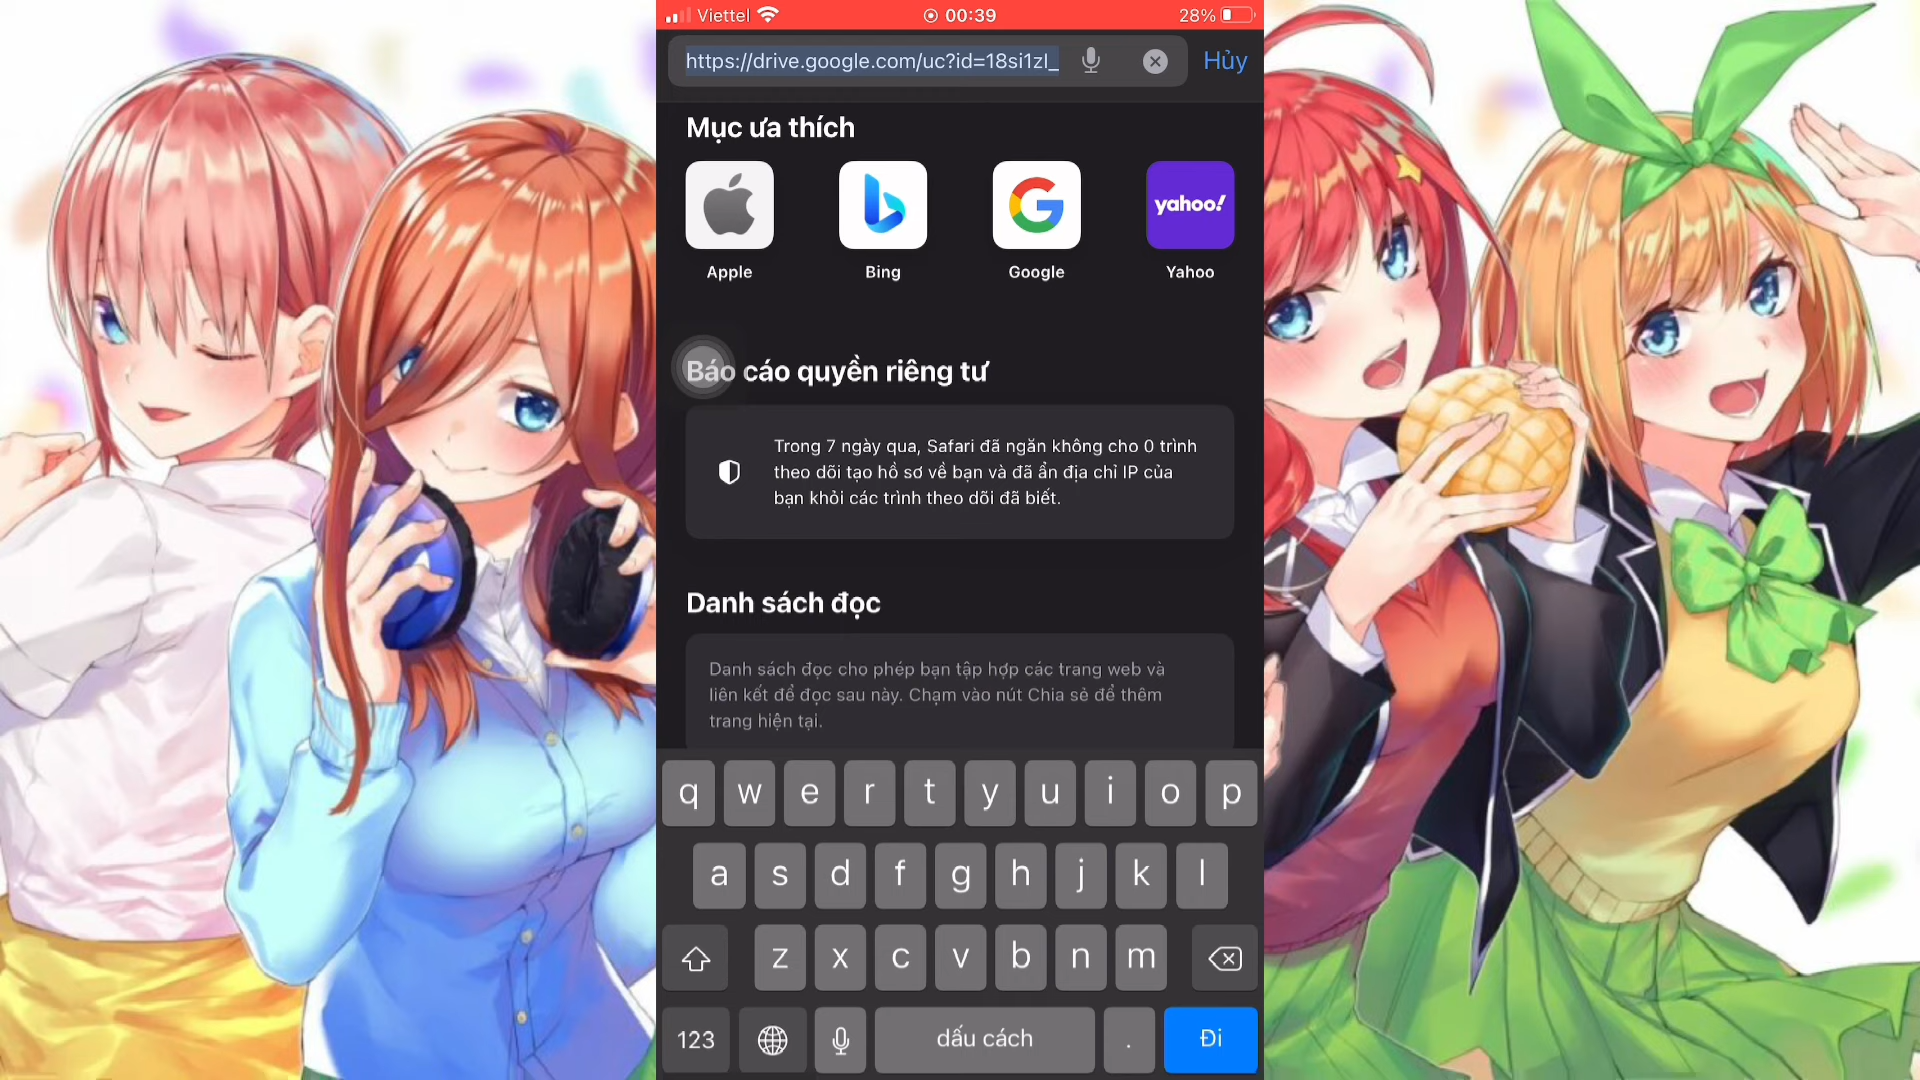 Viettel 00:39 28%
https://drive.google.com/uc?id=18si1zI_ Hủy
Mục ưa thích
yahoo!
Apple Bing Google Yahoo
Báo cáo quyền riêng tư
Trong 7 ngày qua, Safari đã ngăn không cho 0 trình
theo dõi tạo hồ sơ về bạn và đã ẩn địa chỉ IP của
bạn khỏi các trình theo dõi đã biết.
Danh sách đọc
Danh sách đọc cho phép bạn tập hợp các trang web và
liên kết để đọc sau này. Chạm vào nút Chia sẻ để thêm
trang hiện tại.
q w e r t y u i o p
a s d f g h j k l
z x c v b n m
123 dấu cách . Đi